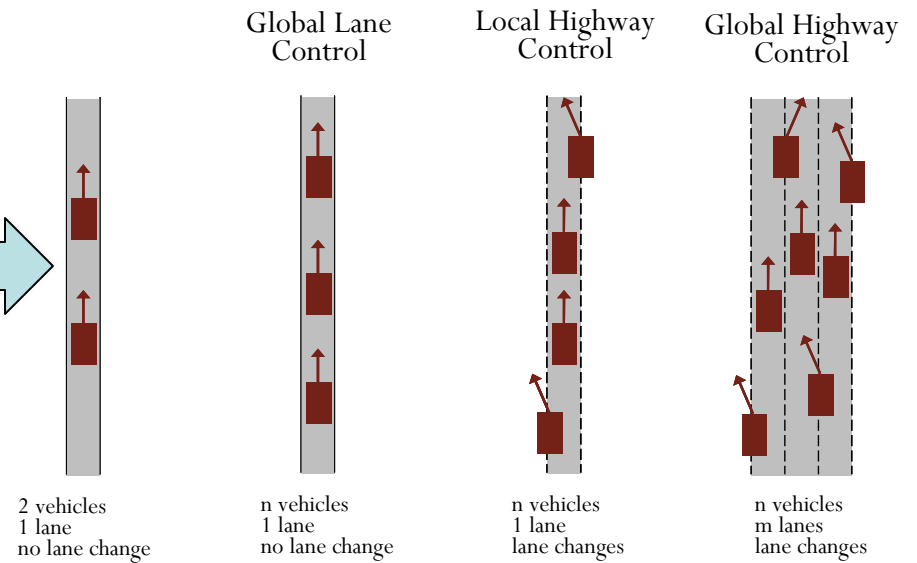 Global Lane
Control
Local Highway
Control
Global Highway
Control
2 vehicles
1 lane
no lane change
n vehicles
1 lane
no lane change
n vehicles
1 lane
lane changes
n vehicles
m lanes
lane changes